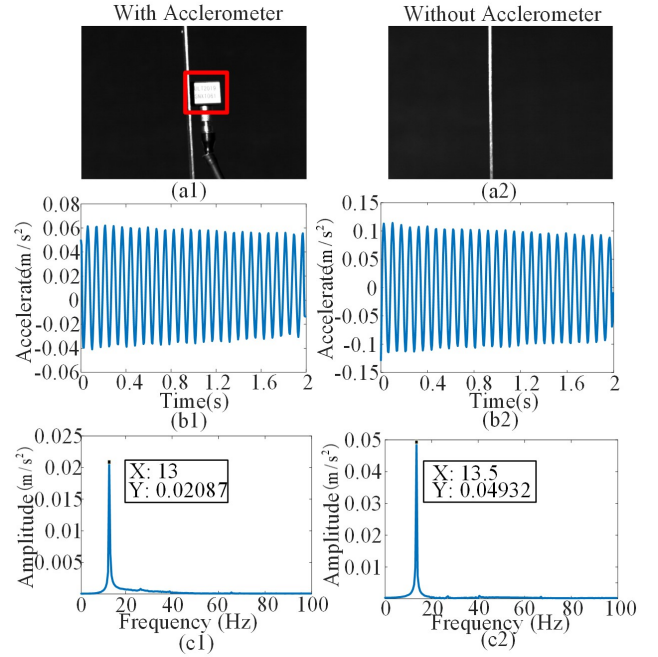 With Acclerometer
Without Acclerometer
(a1)
(a2)
0.08
0.06
0.04
0.02
0
-0.02
-0.04
-0.06
Accelerate(m/s²)
0 0.4 0.8 1.2 1.6 2
Time(s)
(b1)
0.15
0.1
0.05
0
-0.05
-0.1
-0.15
Accelerate(m/s²)
0 0.4 0.8 1.2 1.6 2
Time(s)
(b2)
0.025
0.02
0.015
0.01
0.005
Amplitude(m/s²)
X: 13
Y: 0.02087
0 20 40 60 80 100
Frequency (Hz)
(c1)
0.05
0.04
0.03
0.02
0.01
Amplitude(m/s²)
X: 13.5
Y: 0.04932
0 20 40 60 80 100
Frequency (Hz)
(c2)